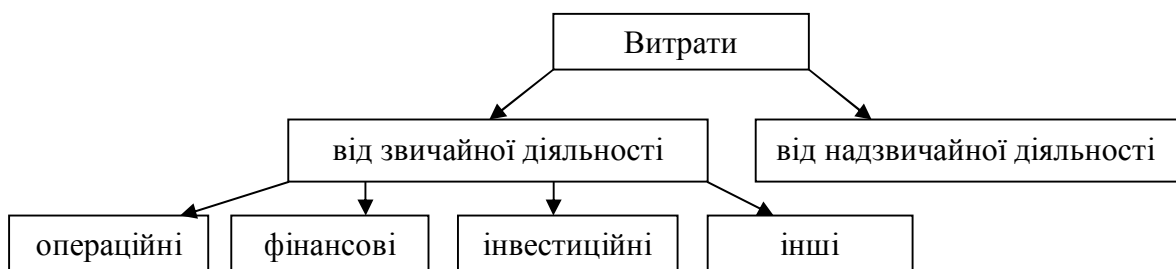 Витрати
від звичайної діяльності
від надзвичайної діяльності
операційні
фінансові
інвестиційні
інші